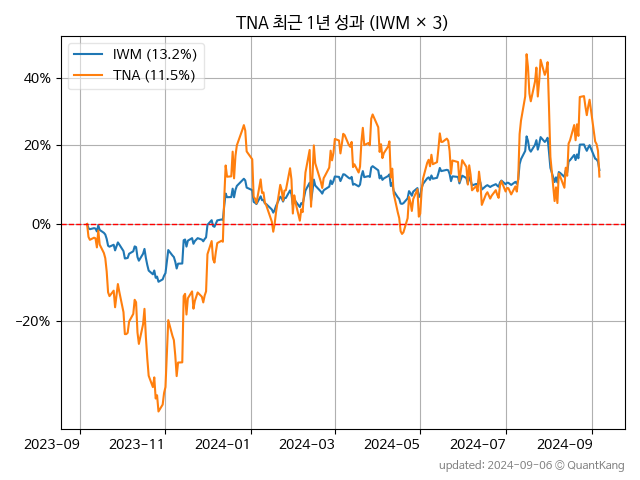 TNA 최근 1년 성과 (IWM × 3)
IWM (13.2%)
TNA (11.5%)
40%
20%
0%
−20%
2023−09
2023−11
2024−01
2024−03
2024−05
2024−07
2024−09
updated: 2024-09-06 © QuantKang